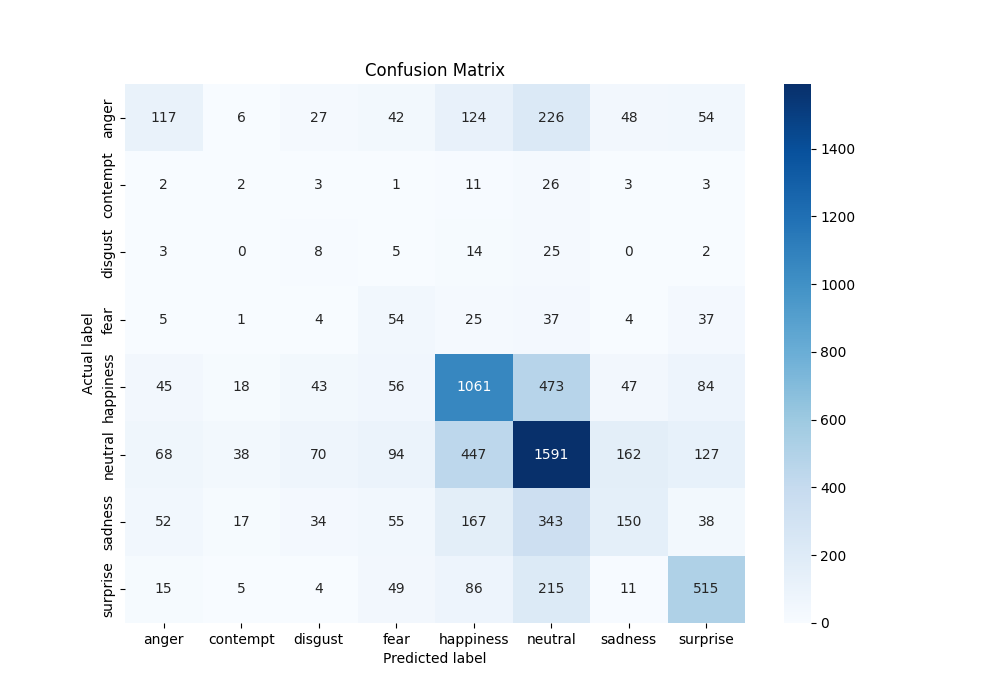 Confusion Matrix
Actual label
anger 117 6 27 42 124 226 48 54
contempt 2 2 3 1 11 26 3 3
disgust 3 0 8 5 14 25 0 2
fear 5 1 4 54 25 37 4 37
happiness 45 18 43 56 1061 473 47 84
neutral 68 38 70 94 447 1591 162 127
sadness 52 17 34 55 167 343 150 38
surprise 15 5 4 49 86 215 11 515
anger contempt disgust fear happiness neutral sadness surprise
Predicted label
1400
1200
1000
800
600
400
200
0